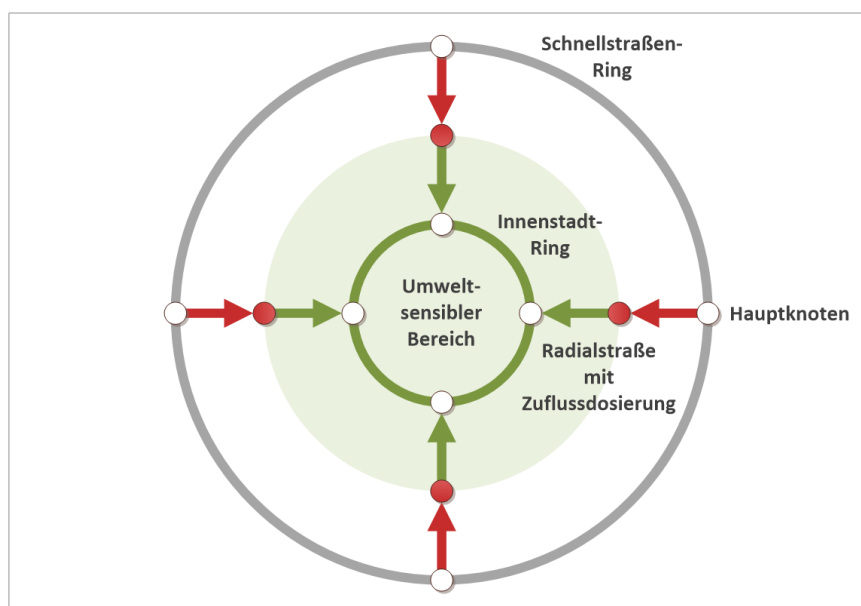 Schnellstraßen-
Ring
Innenstadt-
Ring
Umwelt-
sensibler
Bereich
Hauptknoten
Radialstraße
mit
Zuflussdosierung